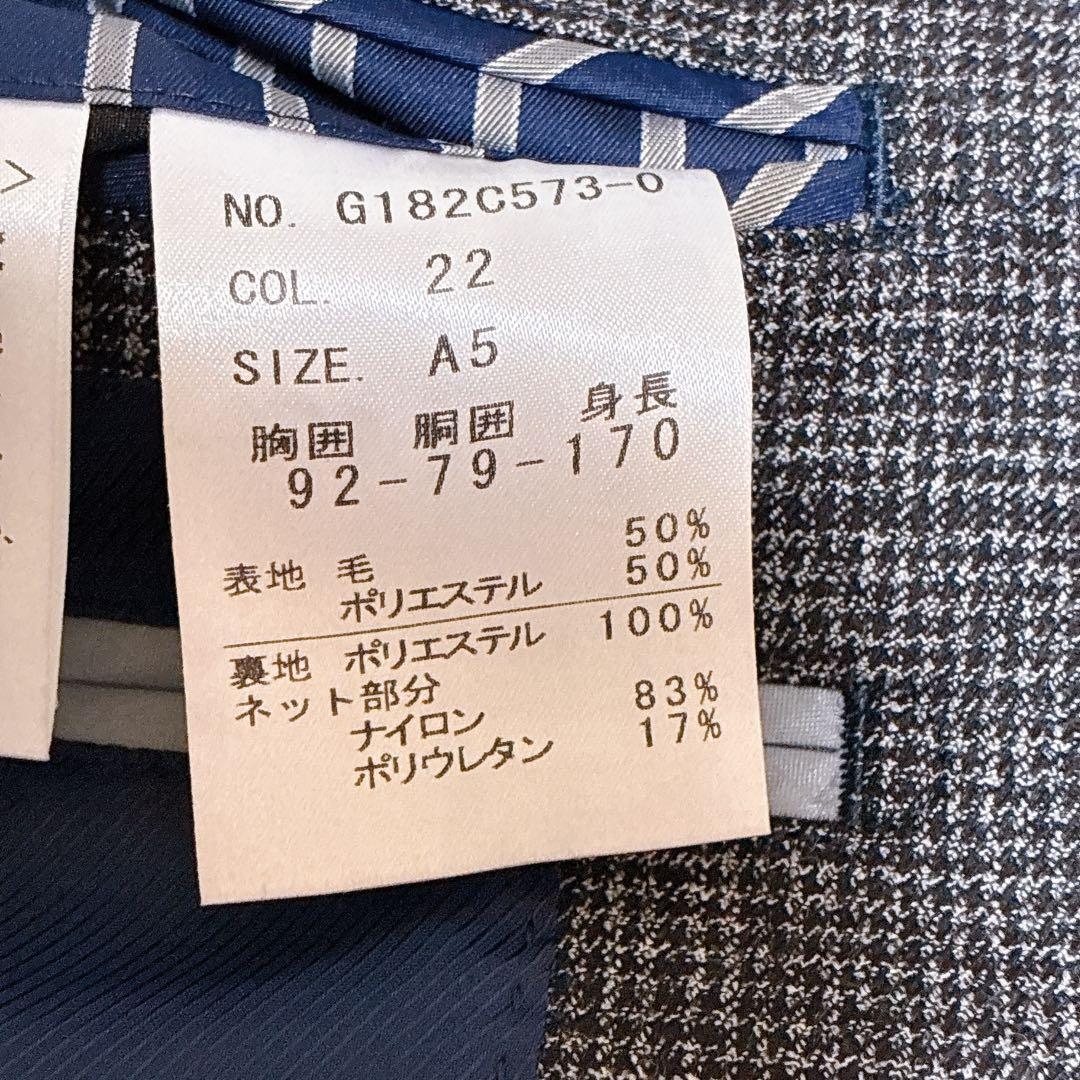 NO. G182C573-0
COL. 22
SIZE. A5
胸囲 胴囲 身長
92-79-170
表地 毛 50%
ポリエステル 50%
裏地 ポリエステル 100%
ネット部分
ナイロン 83%
ポリウレタン 17%